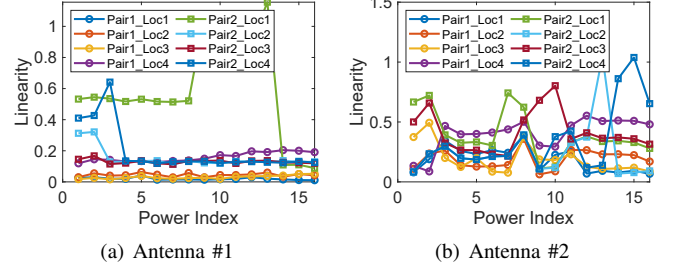 1
0.8
0.6
0.4
0.2
0
Linearity
Pair1_Loc1 Pair2_Loc1
Pair1_Loc2 Pair2_Loc2
Pair1_Loc3 Pair2_Loc3
Pair1_Loc4 Pair2_Loc4
0 5 10 15
Power Index
(a) Antenna #1
1.5
1
0.5
0
Linearity
Pair1_Loc1 Pair2_Loc1
Pair1_Loc2 Pair2_Loc2
Pair1_Loc3 Pair2_Loc3
Pair1_Loc4 Pair2_Loc4
0 5 10 15
Power Index
(b) Antenna #2